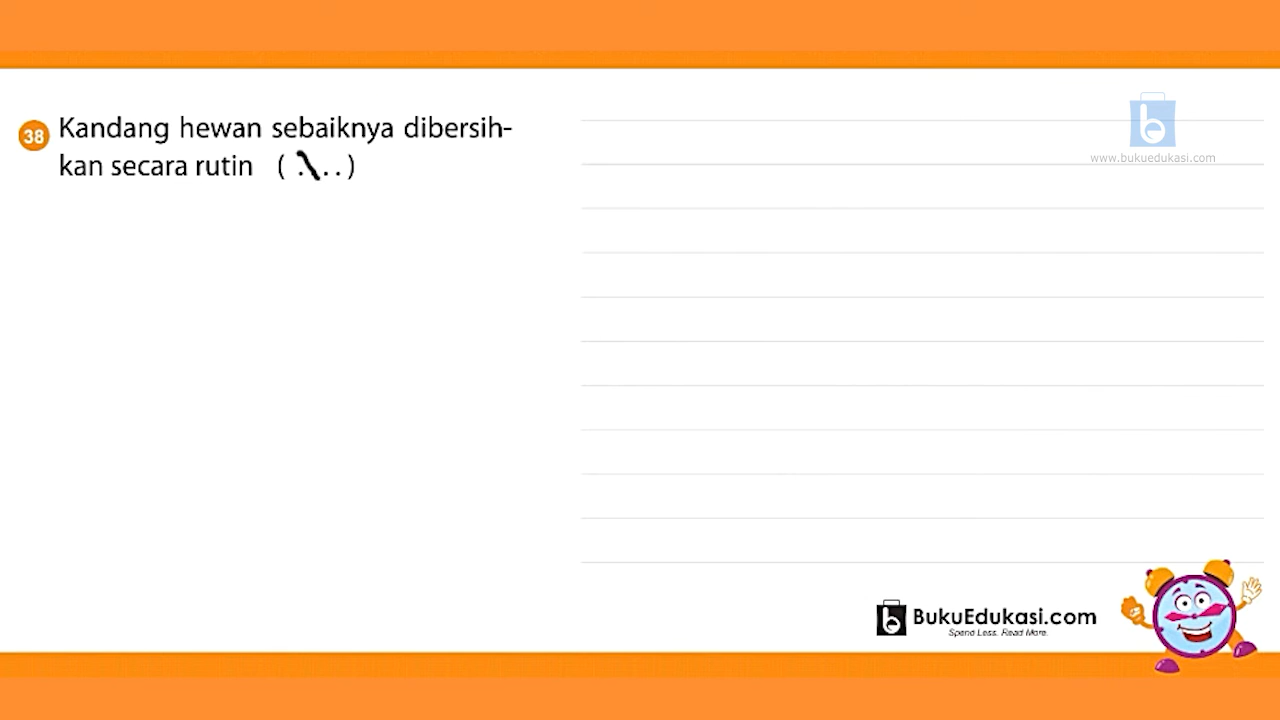 38 Kandang hewan sebaiknya dibersih-
kan secara rutin ( . . . . )
www.bukuedukasi.com
BukuEdukasi.com
Spend Less. Read More.